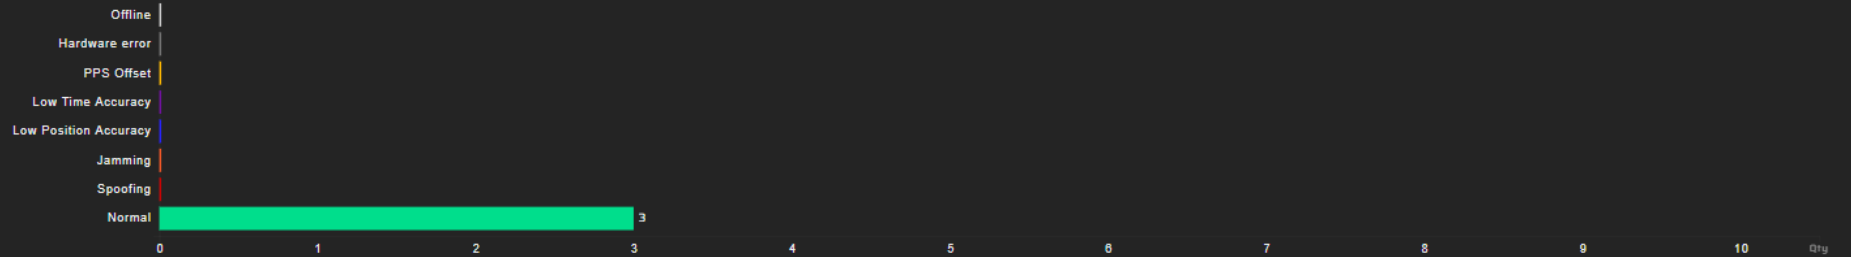 Offline
Hardware error
PPS Offset
Low Time Accuracy
Low Position Accuracy
Jamming
Spoofing
Normal 3
0 1 2 3 4 5 6 7 8 9 10 Qty